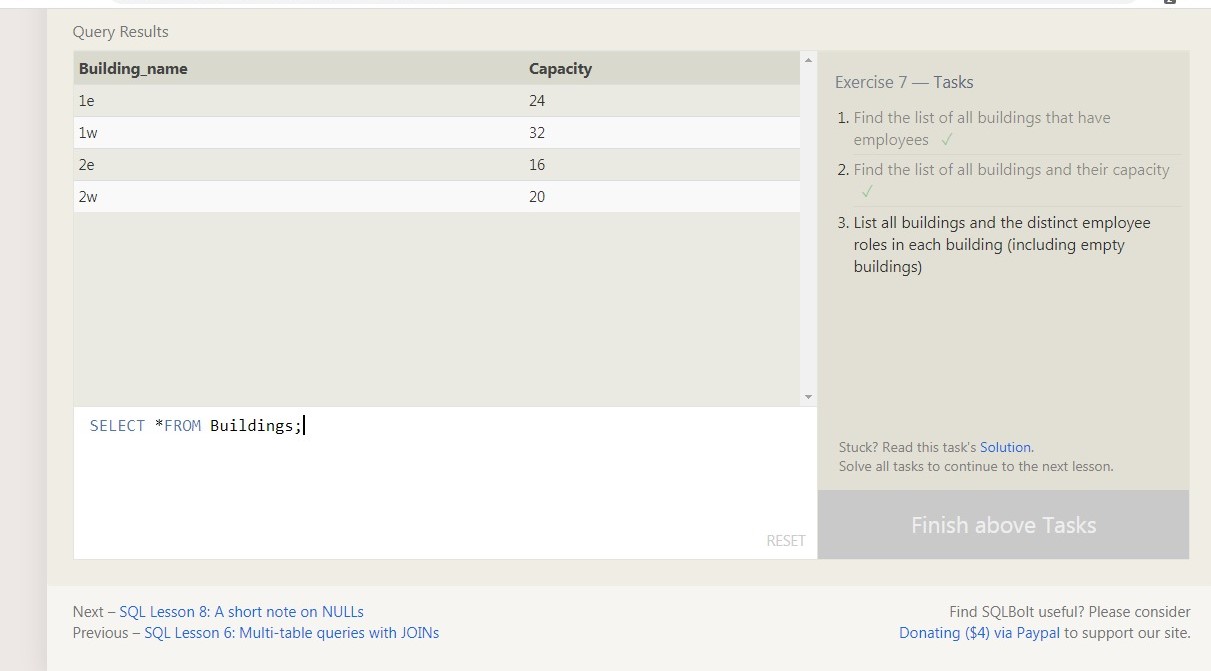 Query Results
Building_name Capacity
1e 24
1w 32
2e 16
2w 20
SELECT *FROM Buildings;
RESET
Exercise 7 — Tasks
1. Find the list of all buildings that have
employees ✓
2. Find the list of all buildings and their capacity
✓
3. List all buildings and the distinct employee
roles in each building (including empty
buildings)
Stuck? Read this task's Solution.
Solve all tasks to continue to the next lesson.
Finish above Tasks
Next – SQL Lesson 8: A short note on NULLs
Previous – SQL Lesson 6: Multi-table queries with JOINs
Find SQLBolt useful? Please consider
Donating ($4) via Paypal to support our site.